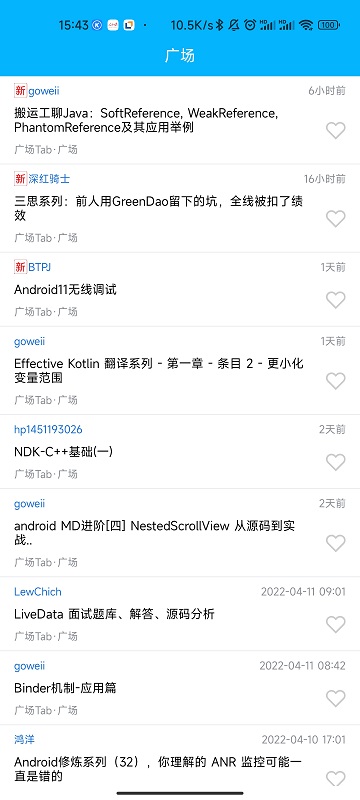 15:43
10.5K/s
HD
HD
100
广场
新 goweii
6小时前
搬运工聊Java：SoftReference, WeakReference,
PhantomReference及其应用举例
广场Tab·广场
新 深红骑士
16小时前
三思系列：前人用GreenDao留下的坑，全线被扣了绩
效
广场Tab·广场
新 BTPJ
1天前
Android11无线调试
广场Tab·广场
goweii
1天前
Effective Kotlin 翻译系列 - 第一章 - 条目 2 - 更小化
变量范围
广场Tab·广场
hp1451193026
2天前
NDK-C++基础(一)
广场Tab·广场
goweii
2天前
android MD进阶[四] NestedScrollView 从源码到实
战..
广场Tab·广场
LewChich
2022-04-11 09:01
LiveData 面试题库、解答、源码分析
广场Tab·广场
goweii
2022-04-11 08:42
Binder机制-应用篇
广场Tab·广场
鸿洋
2022-04-10 17:01
Android修炼系列（32），你理解的 ANR 监控可能一
直是错的